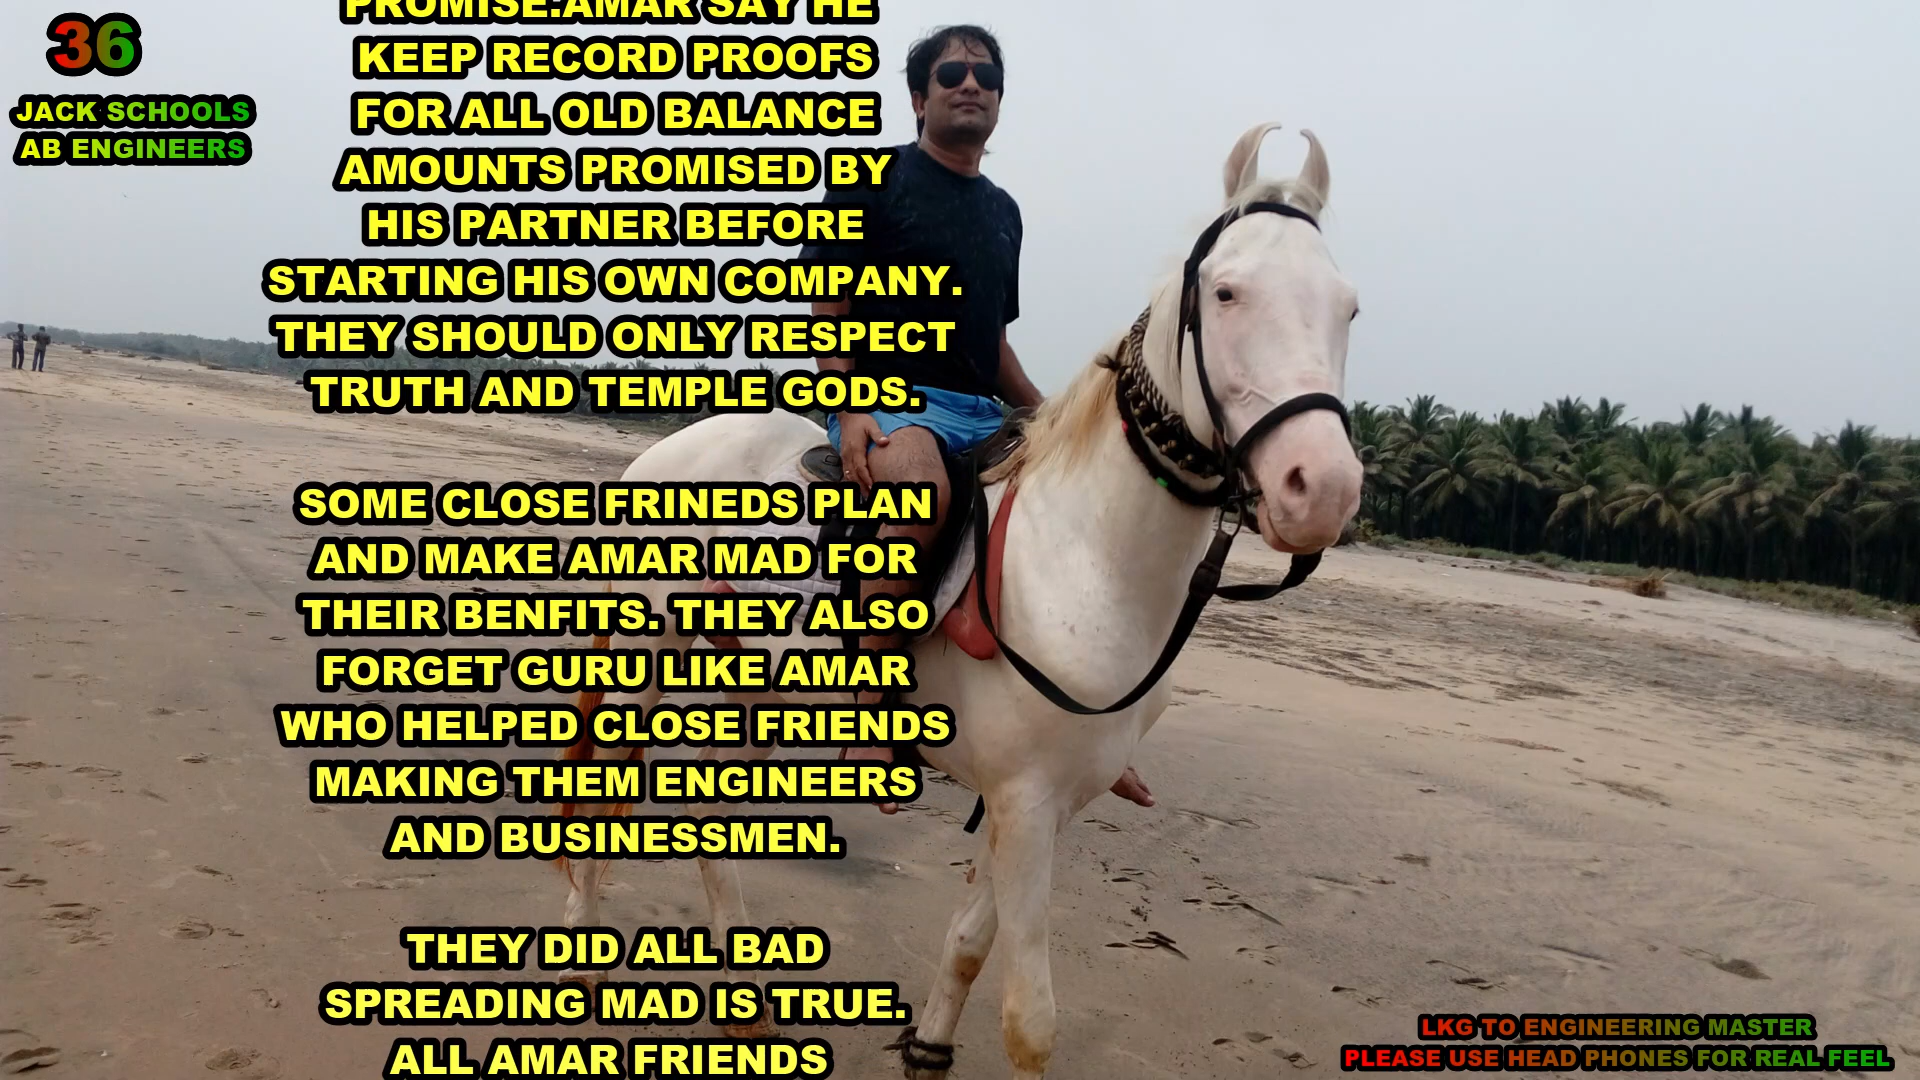 36
JACK SCHOOLS
AB ENGINEERS
PROMISE:AMAR SAY HE
KEEP RECORD PROOFS
FOR ALL OLD BALANCE
AMOUNTS PROMISED BY
HIS PARTNER BEFORE
STARTING HIS OWN COMPANY.
THEY SHOULD ONLY RESPECT
TRUTH AND TEMPLE GODS.
SOME CLOSE FRINEDS PLAN
AND MAKE AMAR MAD FOR
THEIR BENFITS. THEY ALSO
FORGET GURU LIKE AMAR
WHO HELPED CLOSE FRIENDS
MAKING THEM ENGINEERS
AND BUSINESSMEN.
THEY DID ALL BAD
SPREADING MAD IS TRUE.
ALL AMAR FRIENDS
LKG TO ENGINEERING MASTER
PLEASE USE HEAD PHONES FOR REAL FEEL